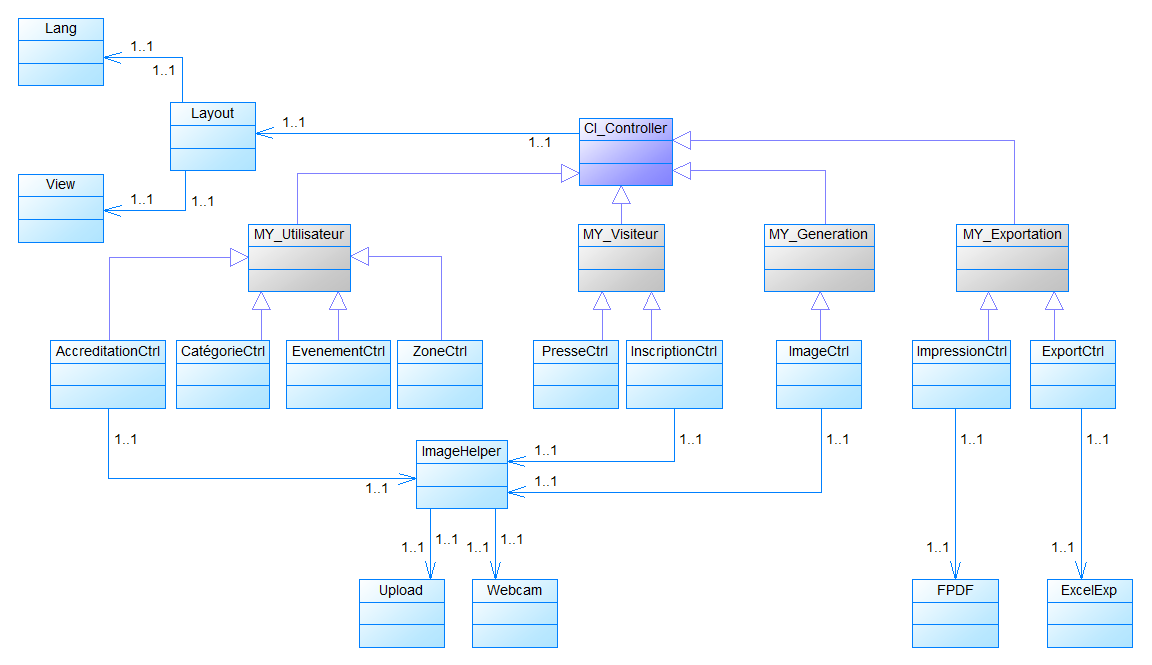 Lang
1..1
1..1
Layout
1..1
CI_Controller
1..1
View
1..1
1..1
MY_Utilisateur
MY_Visiteur
MY_Generation
MY_Exportation
AccreditationCtrl
CatégorieCtrl
EvenementCtrl
ZoneCtrl
PresseCtrl
InscriptionCtrl
ImageCtrl
ImpressionCtrl
ExportCtrl
1..1
1..1
1..1
1..1
1..1
ImageHelper
1..1
1..1
1..1
1..1
1..1
1..1
1..1
1..1
1..1
Upload
Webcam
FPDF
ExcelExp